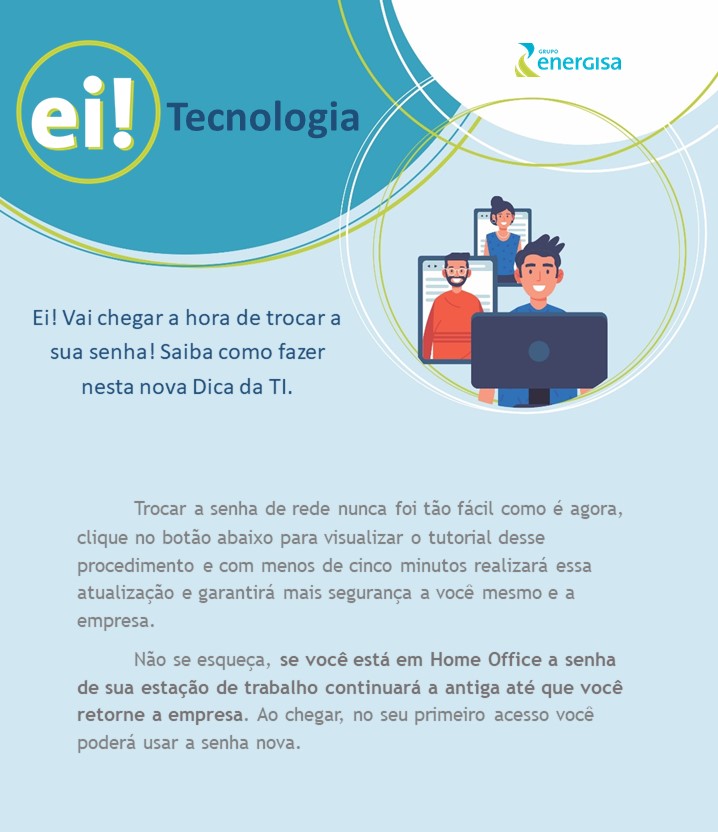 GRUPO
energisa
ei! Tecnologia
Ei! Vai chegar a hora de trocar a
sua senha! Saiba como fazer
nesta nova Dica da TI.
Trocar a senha de rede nunca foi tão fácil como é agora,
clique no botão abaixo para visualizar o tutorial desse
procedimento e com menos de cinco minutos realizará essa
atualização e garantirá mais segurança a você mesmo e a
empresa.
Não se esqueça, se você está em Home Office a senha
de sua estação de trabalho continuará a antiga até que você
retorne a empresa. Ao chegar, no seu primeiro acesso você
poderá usar a senha nova.